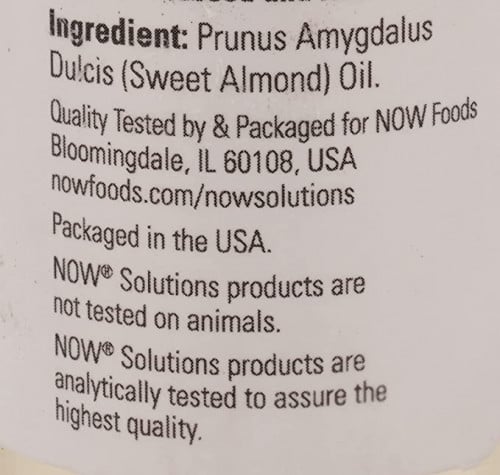 Ingredient: Prunus Amygdalus
Dulcis (Sweet Almond) Oil.
Quality Tested by & Packaged for NOW Foods
Bloomingdale, IL 60108, USA
nowfoods.com/nowsolutions
Packaged in the USA.
NOW® Solutions products are
not tested on animals.
NOW® Solutions products are
analytically tested to assure the
highest quality.